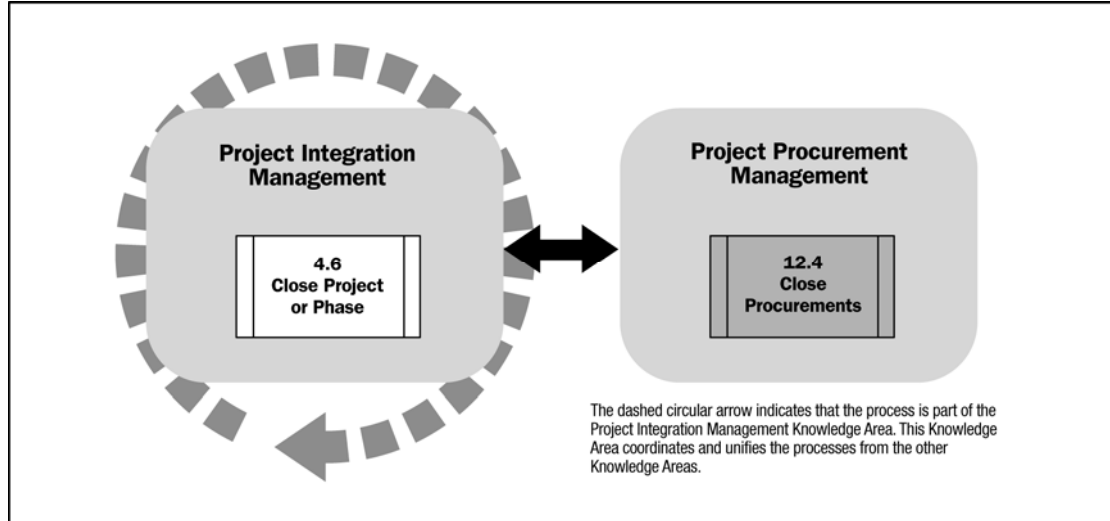 Project Integration
Management
4.6
Close Project
or Phase
Project Procurement
Management
12.4
Close
Procurements
The dashed circular arrow indicates that the process is part of the
Project Integration Management Knowledge Area. This Knowledge
Area coordinates and unifies the processes from the other
Knowledge Areas.